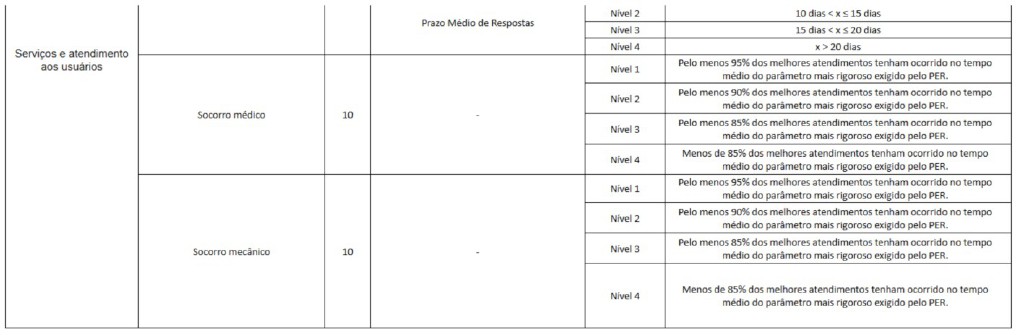 Serviços e atendimento
aos usuários
Prazo Médio de Respostas
Nível 2
10 dias < x ≤ 15 dias
Nível 3
15 dias < x ≤ 20 dias
Nível 4
x > 20 dias
Socorro médico
10
-
Nível 1
Pelo menos 95% dos melhores atendimentos tenham ocorrido no tempo
médio do parâmetro mais rigoroso exigido pelo PER.
Nível 2
Pelo menos 90% dos melhores atendimentos tenham ocorrido no tempo
médio do parâmetro mais rigoroso exigido pelo PER.
Nível 3
Pelo menos 85% dos melhores atendimentos tenham ocorrido no tempo
médio do parâmetro mais rigoroso exigido pelo PER.
Nível 4
Menos de 85% dos melhores atendimentos tenham ocorrido no tempo
médio do parâmetro mais rigoroso exigido pelo PER.
Socorro mecânico
10
-
Nível 1
Pelo menos 95% dos melhores atendimentos tenham ocorrido no tempo
médio do parâmetro mais rigoroso exigido pelo PER.
Nível 2
Pelo menos 90% dos melhores atendimentos tenham ocorrido no tempo
médio do parâmetro mais rigoroso exigido pelo PER.
Nível 3
Pelo menos 85% dos melhores atendimentos tenham ocorrido no tempo
médio do parâmetro mais rigoroso exigido pelo PER.
Nível 4
Menos de 85% dos melhores atendimentos tenham ocorrido no tempo
médio do parâmetro mais rigoroso exigido pelo PER.